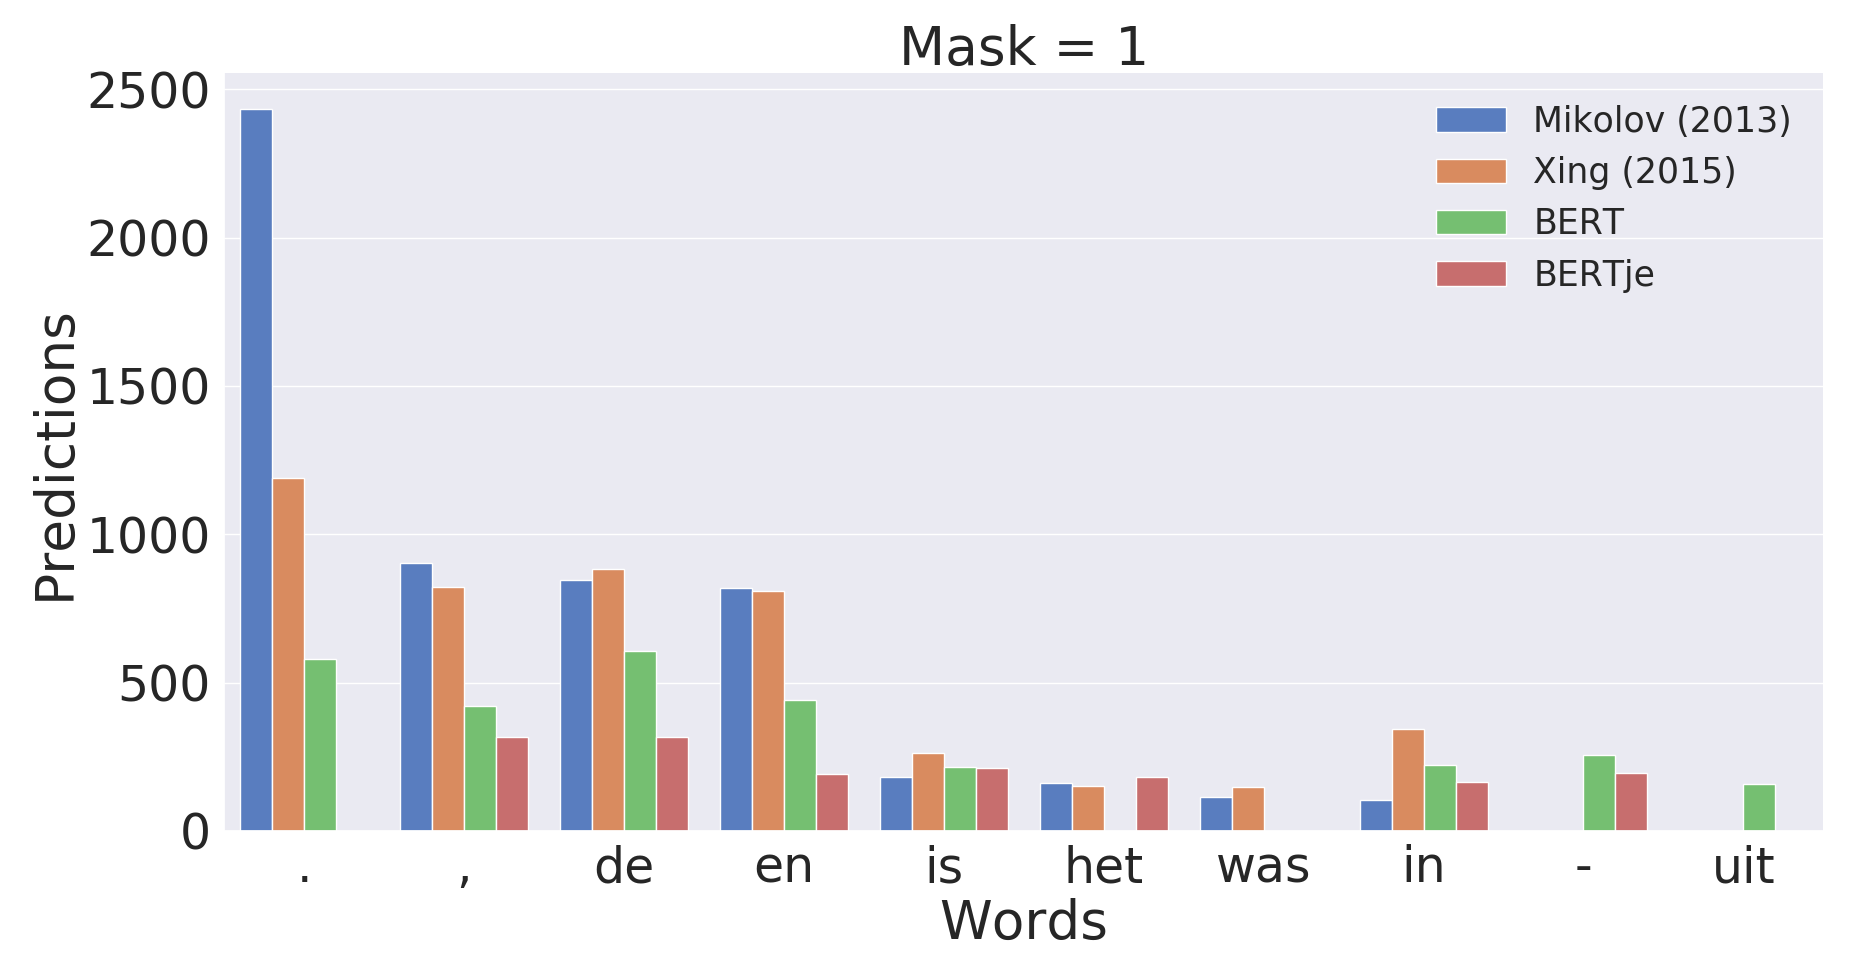 Mask = 1
2500
2000
1500
1000
500
0
Predictions
Mikolov (2013)
Xing (2015)
BERT
BERTje
. , de en is het was in - uit
Words